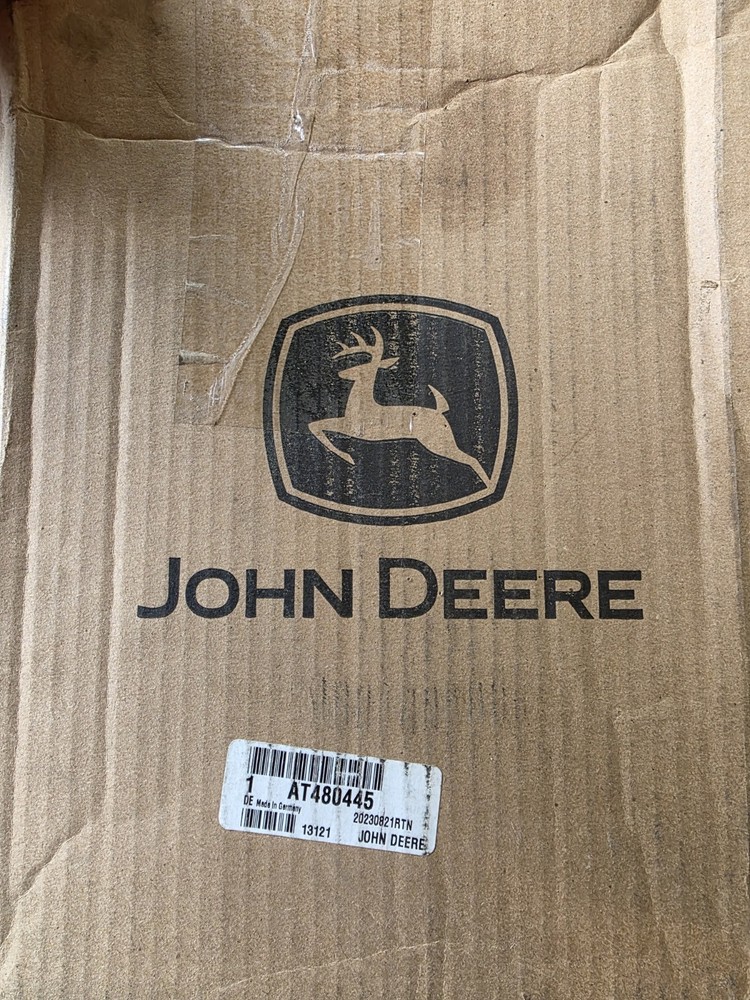 JOHN DEERE
1 AT480445
DE Made In Germany
20230821RTN
13121
JOHN DEERE